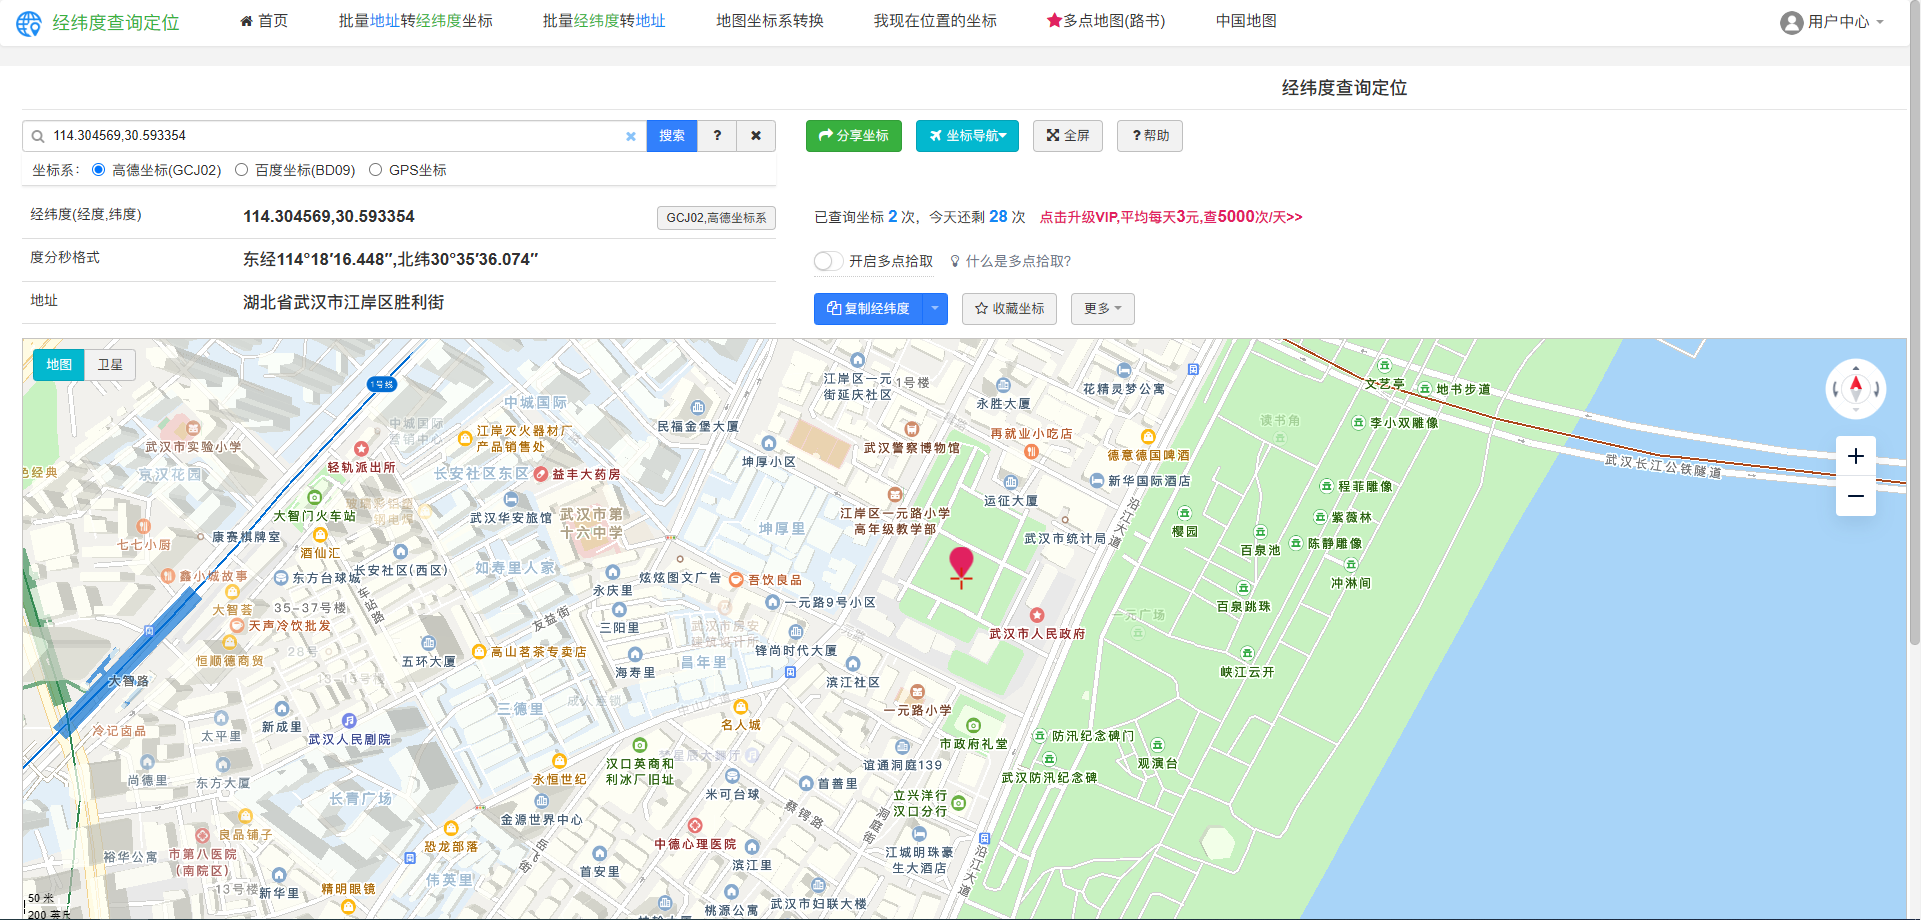 经纬度查询定位
首页
批量地址转经纬度坐标
批量经纬度转地址
地图坐标系转换
我现在位置的坐标
多点地图(路书)
中国地图
用户中心
经纬度查询定位
114.304569,30.593354
搜索
?
分享坐标
坐标导航
全屏
? 帮助
坐标系：
高德坐标(GCJ02)
百度坐标(BD09)
GPS坐标
经纬度(经度,纬度)
114.304569,30.593354
GCJ02,高德坐标系
已查询坐标 2 次，今天还剩 28 次
点击升级VIP,平均每天3元,查5000次/天>>
度分秒格式
东经114°18′16.448″,北纬30°35′36.074″
开启多点拾取
什么是多点拾取?
地址
湖北省武汉市江岸区胜利街
复制经纬度
收藏坐标
更多
地图
卫星
1号线
江岸区一元
街延庆社区
1号楼
永胜大厦
花精灵梦公寓
文艺亭
地书步道
中城国际
中城国际
营销中心
江岸灭火器材厂
产品销售处
民福金堡大厦
武汉警察博物馆
再就业小吃店
德意德国啤酒
读书角
李小双雕像
武汉市实验小学
京汉花园
轻轨派出所
长安社区东区
益丰大药房
坤厚小区
新华国际酒店
武汉长江公铁隧道
色经典
大智门火车站
武汉华安旅馆
武汉市第
十六中学
坤厚里
江岸区一元路小学
高年级教学部
运征大厦
沿江大道
程菲雕像
紫薇林
樱园
百泉池
陈静雕像
冲淋间
七七小厨
康赛棋牌室
酒仙汇
武汉市统计局
鑫小城故事
东方台球城
长安社区(西区)
如寿里人家
永庆里
炫炫图文广告
吾饮良品
大智荟
35-37号楼
车站路
友益街
三阳里
一元路9号小区
百泉跳珠
一元广场
天声冷饮批发
28号
五环大厦
高山茗茶专卖店
武汉市房安
建筑设计所
昌年里
锋尚时代大厦
武汉市人民政府
恒顺德商贸
大智路
13-15号楼
海寿里
滨江社区
峡江云开
三德里
一元路小学
名人城
新成里
冷记卤品
太平里
武汉人民剧院
市政府礼堂
防汛纪念碑门
观演台
尚德里
东方大厦
永恒世纪
汉口英商和
利冰厂旧址
米可台球
谊通洞庭139
首善里
武汉防汛纪念碑
长青广场
金源世界中心
蔡锷路
立兴洋行
汉口分行
洞庭街
良品铺子
恐龙部落
岳飞街
中德心理医院
滨江里
江城明珠豪
生大酒店
沿江大道
裕华公寓
市第八医院
(南院区)
13号楼
新华里
精明眼镜
伟英里
首安里
桃源公寓
武汉市妇联大楼
50 米
200 英尺